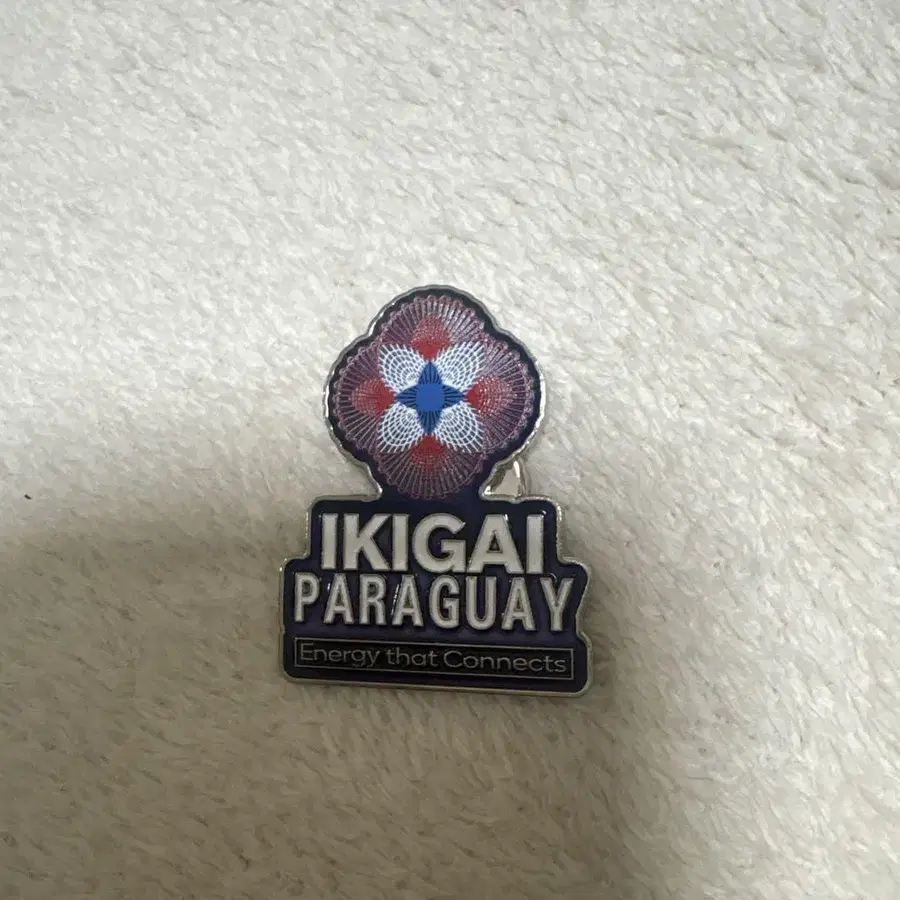 IKIGAI
PARAGUAY
Energy that Connects